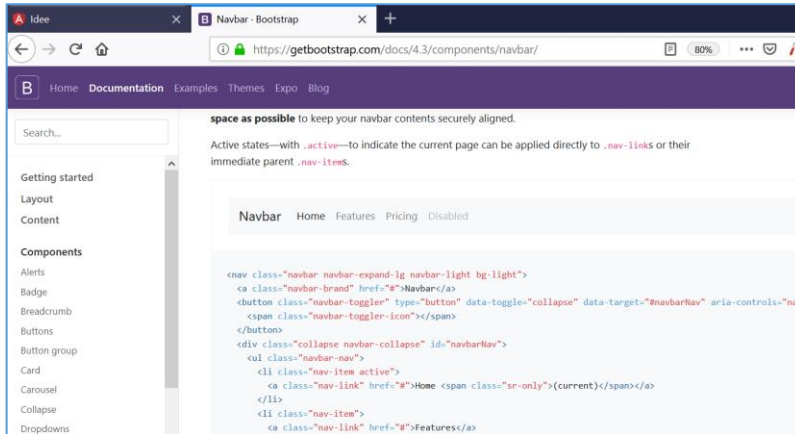 Idee
Navbar · Bootstrap
https://getbootstrap.com/docs/4.3/components/navbar/
80%
B Home Documentation Examples Themes Expo Blog
Search...
Getting started
Layout
Content
Components
Alerts
Badge
Breadcrumb
Buttons
Button group
Card
Carousel
Collapse
Dropdowns
space as possible to keep your navbar contents securely aligned.
Active states—with .active—to indicate the current page can be applied directly to .nav-links or their
immediate parent .nav-items.
Navbar Home Features Pricing Disabled
<nav class="navbar navbar-expand-lg navbar-light bg-light">
<a class="navbar-brand" href="#">Navbar</a>
<button class="navbar-toggler" type="button" data-toggle="collapse" data-target="#navbarNav" aria-controls="na
<span class="navbar-toggler-icon"></span>
</button>
<div class="collapse navbar-collapse" id="navbarNav">
<ul class="navbar-nav">
<li class="nav-item active">
<a class="nav-link" href="#">Home <span class="sr-only">(current)</span></a>
</li>
<li class="nav-item">
<a class="nav-link" href="#">Features</a>